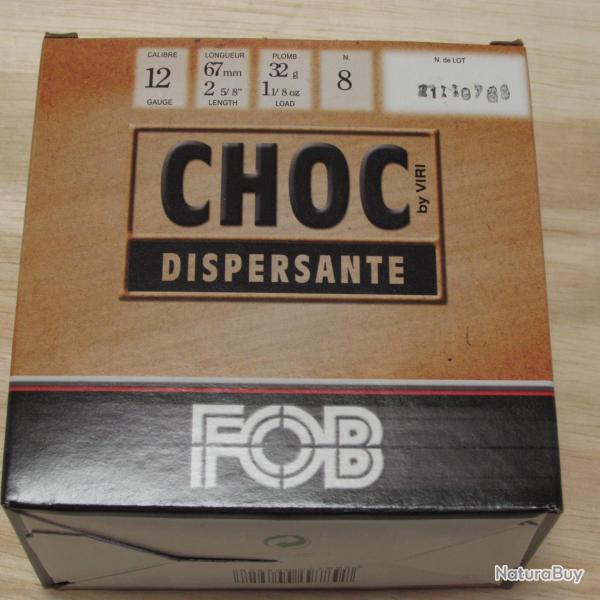 CALIBRE LONGUEUR PLOMB N. N. de LOT
12 67mm 32 g 8
2 5/8" 1 1/8 oz
GAUGE LENGTH LOAD
CHOC
by VIRI
DISPERSANTE
FOB
NaturaBuy